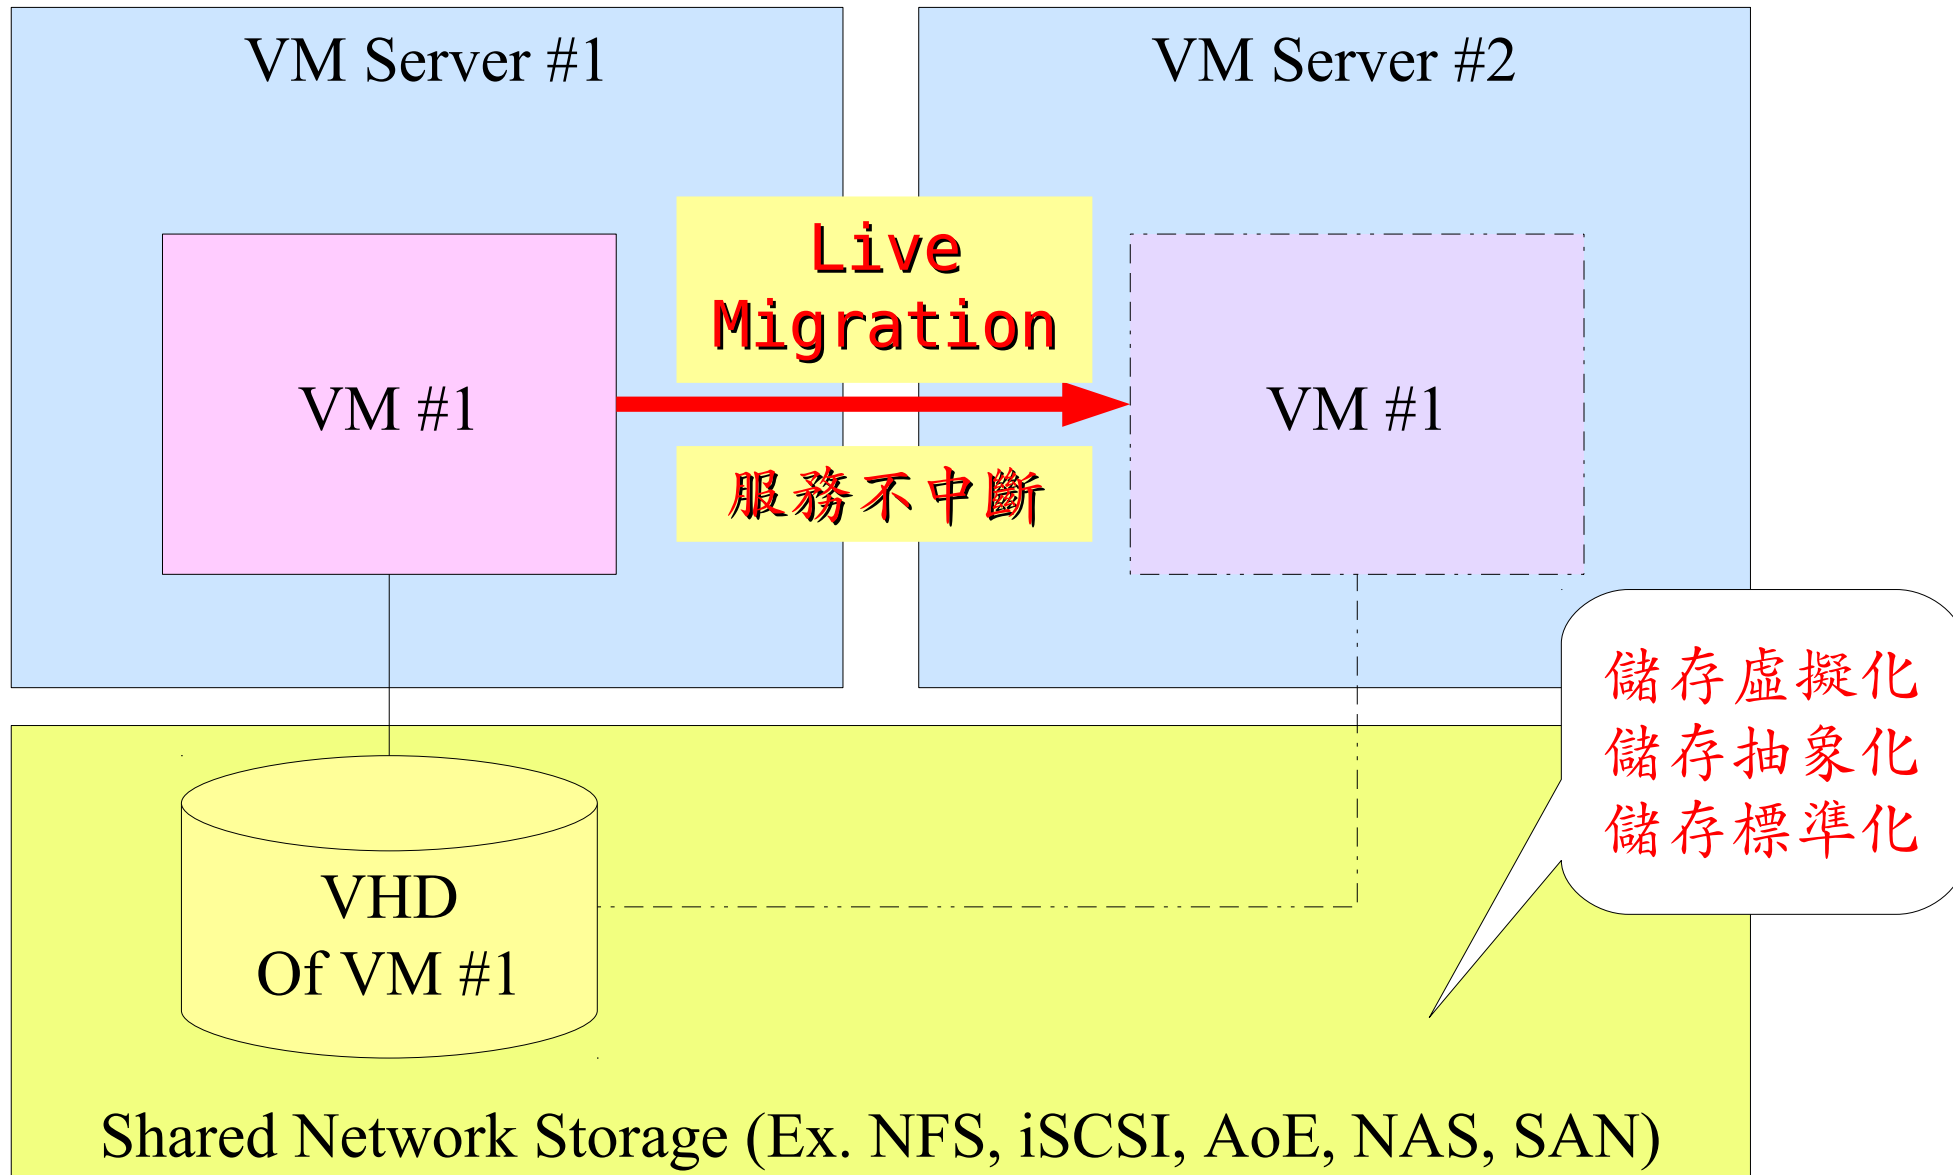 VM Server #1
VM Server #2
Live
Migration
VM #1
VM #1
服務不中斷
儲存虛擬化
儲存抽象化
儲存標準化
VHD
Of VM #1
Shared Network Storage (Ex. NFS, iSCSI, AoE, NAS, SAN)